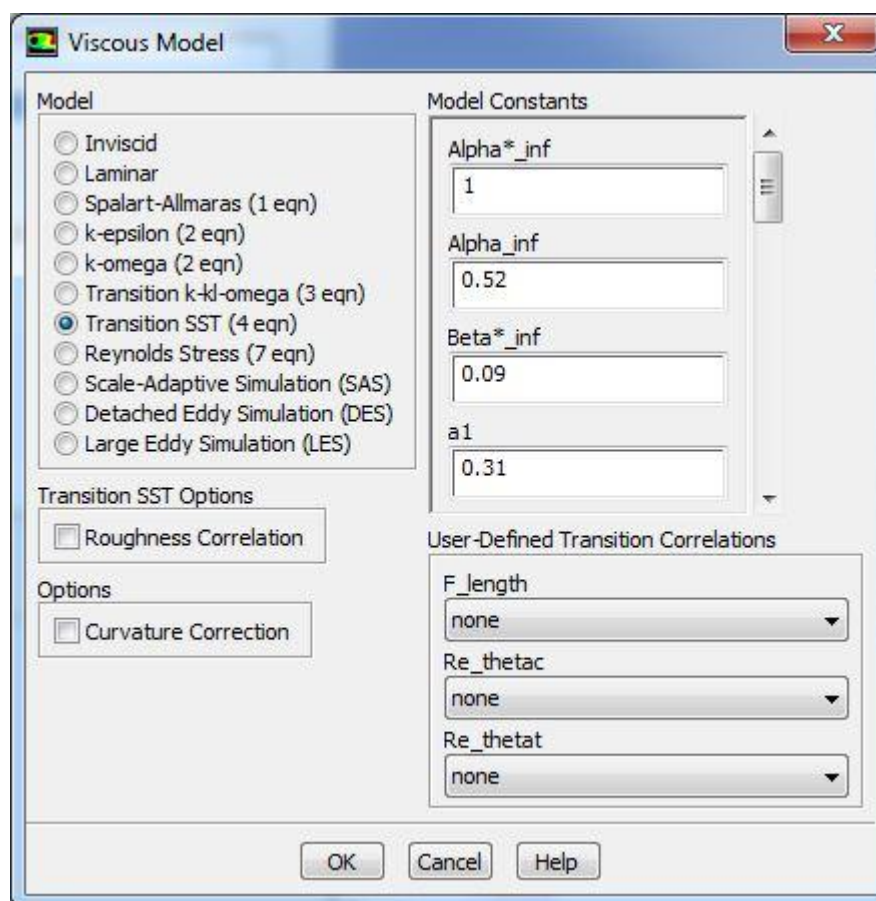 Viscous Model
Model
Inviscid
Laminar
Spalart-Allmaras (1 eqn)
k-epsilon (2 eqn)
k-omega (2 eqn)
Transition k-kl-omega (3 eqn)
Transition SST (4 eqn)
Reynolds Stress (7 eqn)
Scale-Adaptive Simulation (SAS)
Detached Eddy Simulation (DES)
Large Eddy Simulation (LES)
Transition SST Options
Roughness Correlation
Options
Curvature Correction
Model Constants
Alpha*_inf
1
Alpha_inf
0.52
Beta*_inf
0.09
a1
0.31
User-Defined Transition Correlations
F_length
none
Re_thetac
none
Re_thetat
none
OK Cancel Help